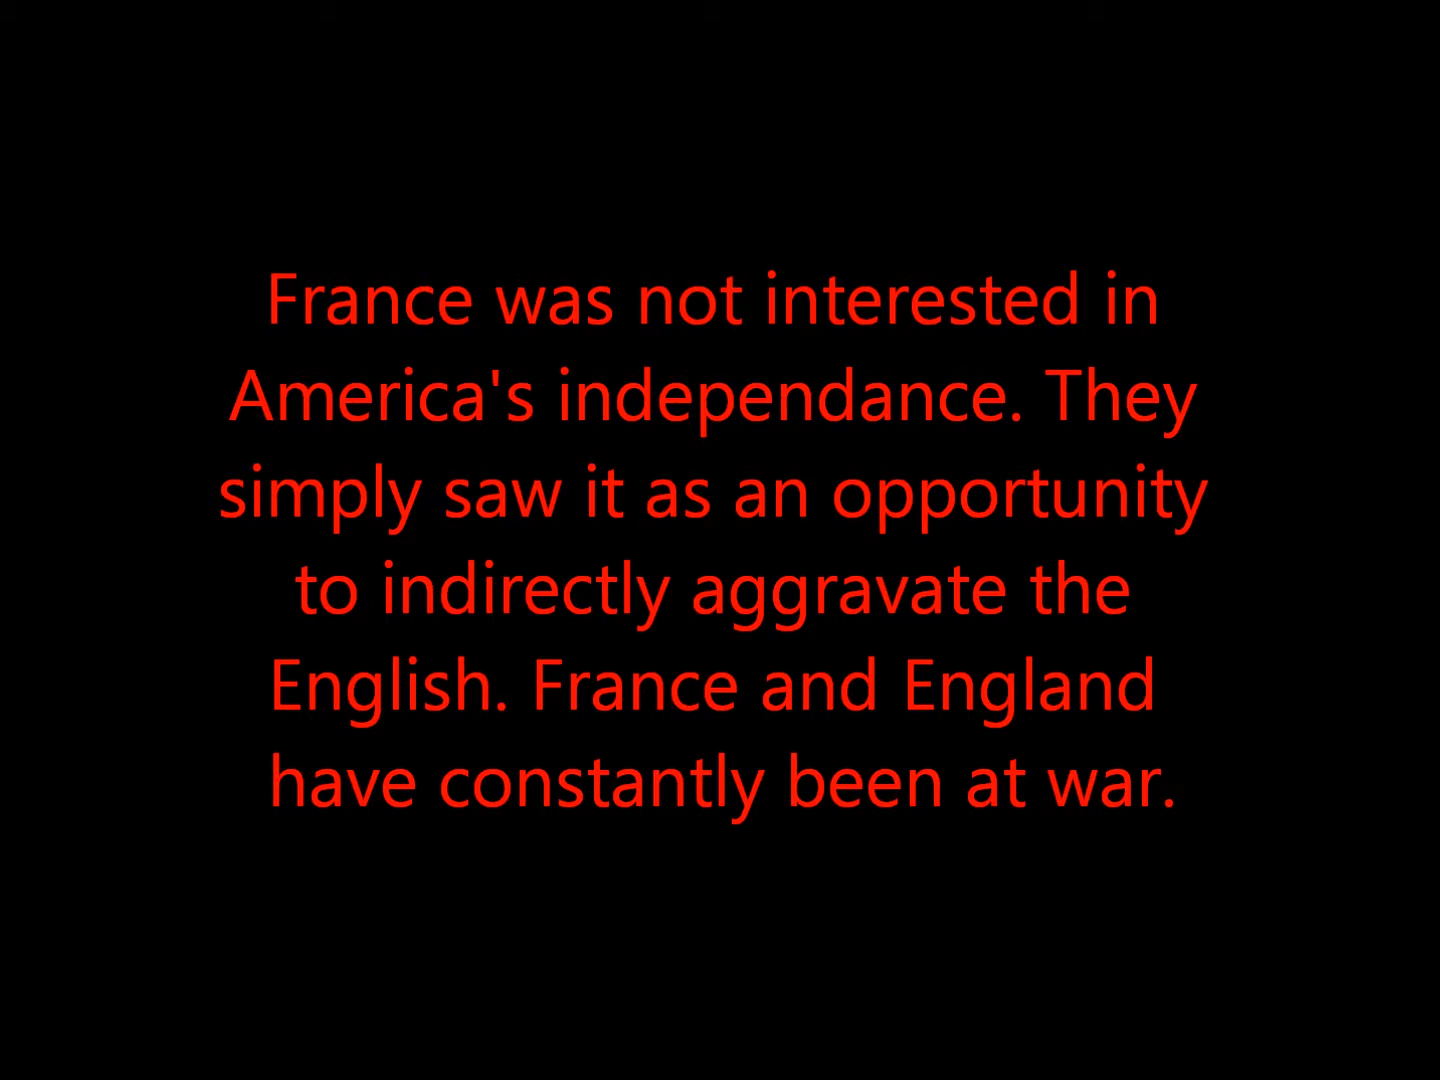 France was not interested in
America's independance. They
simply saw it as an opportunity
to indirectly aggravate the
English. France and England
have constantly been at war.